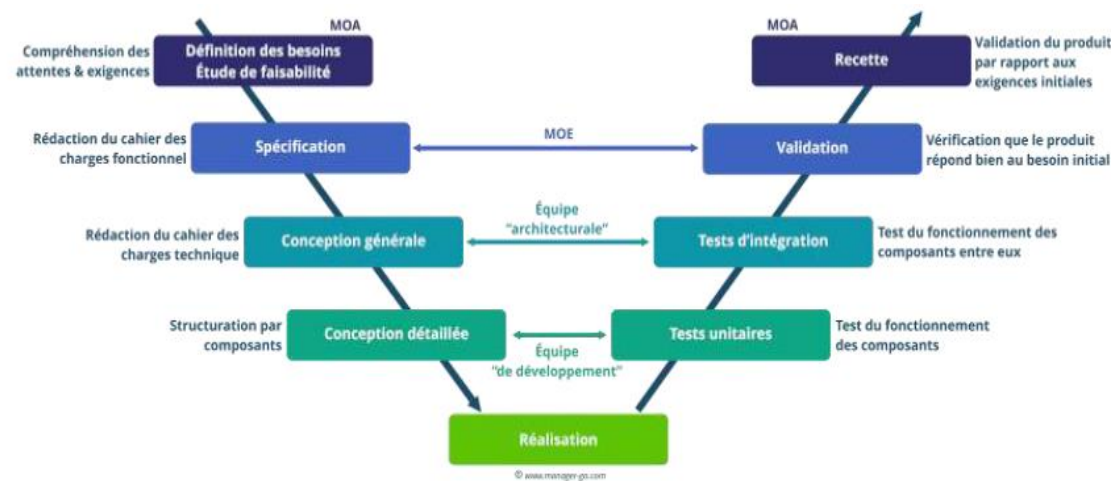 MOA
MOA
Compréhension des
attentes & exigences
Définition des besoins
Étude de faisabilité
Recette
Validation du produit
par rapport aux
exigences initiales
Rédaction du cahier des
charges fonctionnel
Spécification
MOE
Validation
Vérification que le produit
répond bien au besoin initial
Rédaction du cahier des
charges technique
Conception générale
Équipe
"architecturale"
Tests d'intégration
Test du fonctionnement des
composants entre eux
Structuration par
composants
Conception détaillée
Équipe
"de développement"
Tests unitaires
Test du fonctionnement
des composants
Réalisation
© www.manager-go.com